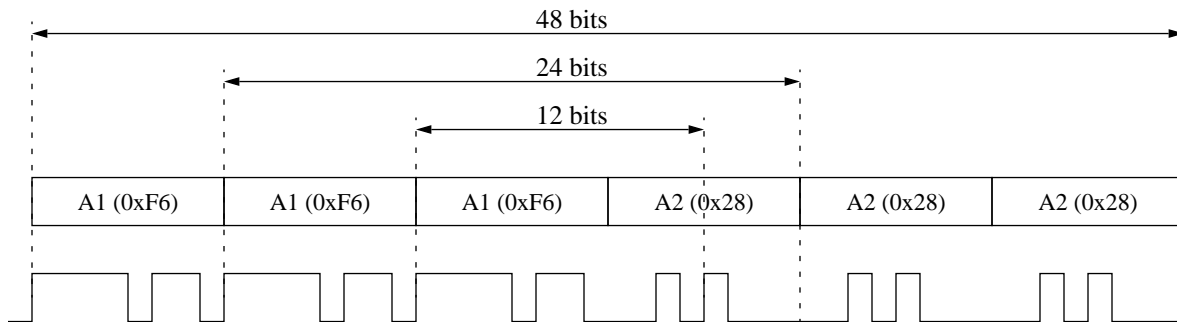 48 bits
24 bits
12 bits
A1 (0xF6) A1 (0xF6) A1 (0xF6) A2 (0x28) A2 (0x28) A2 (0x28)